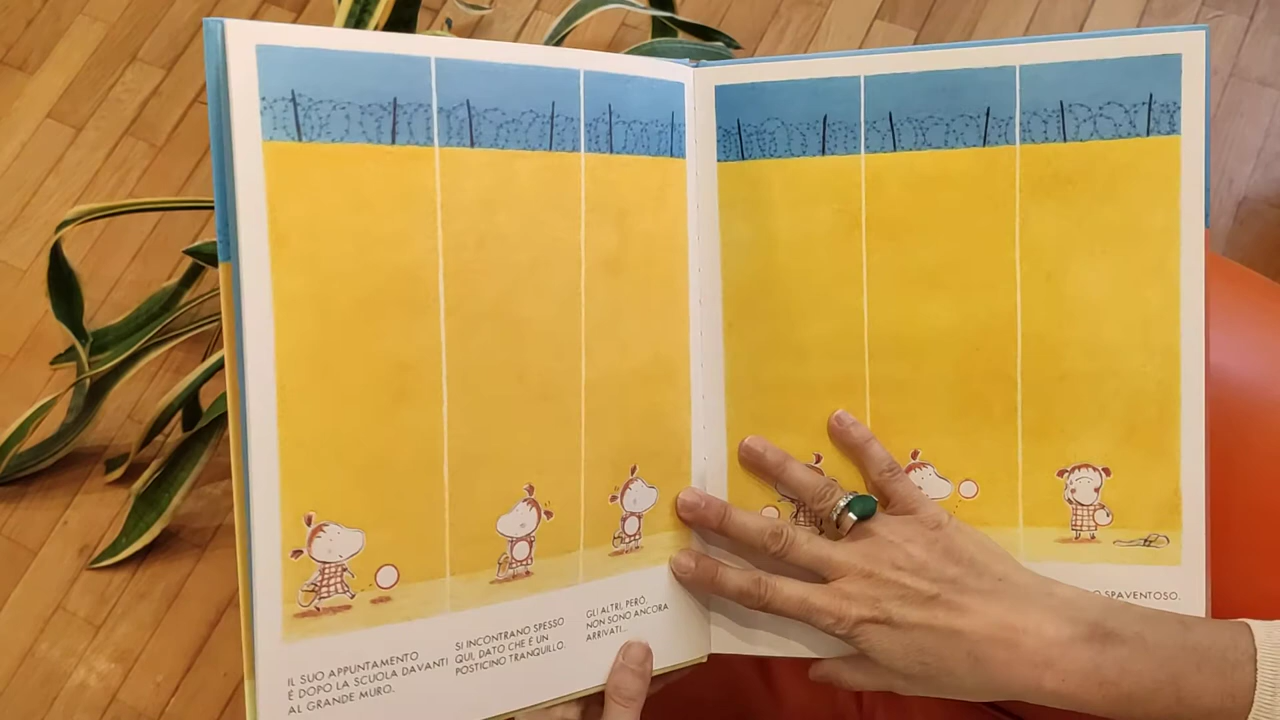 IL SUO APPUNTAMENTO
È DOPO LA SCUOLA DAVANTI
AL GRANDE MURO.
SI INCONTRANO SPESSO
QUI, DATO CHE È UN
POSTICINO TRANQUILLO.
GLI ALTRI, PERÒ,
NON SONO ANCORA
ARRIVATI...
SPAVENTOSO.